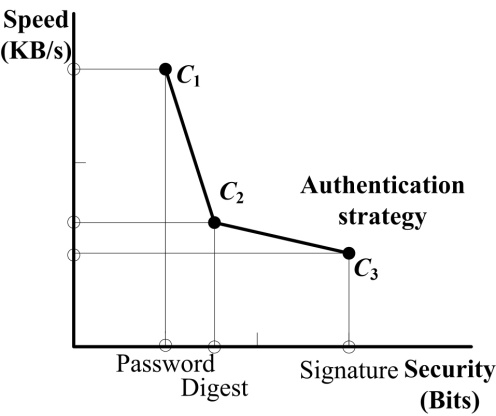 Speed
(KB/s)
C1
C2
Authentication
strategy
C3
Password
Digest
Signature Security
(Bits)